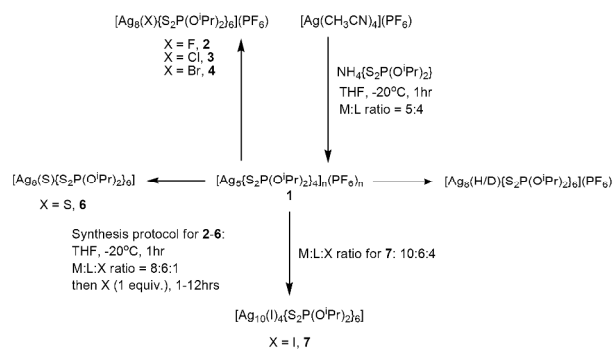 [Ag₈(X){S₂P(OⁱPr)₂}₆](PF₆)
X = F, 2
X = Cl, 3
X = Br, 4
[Ag(CH₃CN)₄](PF₆)
NH₄{S₂P(OⁱPr)₂}
THF, -20°C, 1hr
M:L ratio = 5:4
[Ag₈(S){S₂P(OⁱPr)₂}₆]
X = S, 6
[Ag₅{S₂P(OⁱPr)₂}₄]ₙ(PF₆)ₙ
1
[Ag₈(H/D){S₂P(OⁱPr)₂}₆](PF₆)
Synthesis protocol for 2-6:
THF, -20°C, 1hr
M:L:X ratio = 8:6:1
then X (1 equiv.), 1-12hrs
M:L:X ratio for 7: 10:6:4
[Ag₁₀(I)₄{S₂P(OⁱPr)₂}₆]
X = I, 7